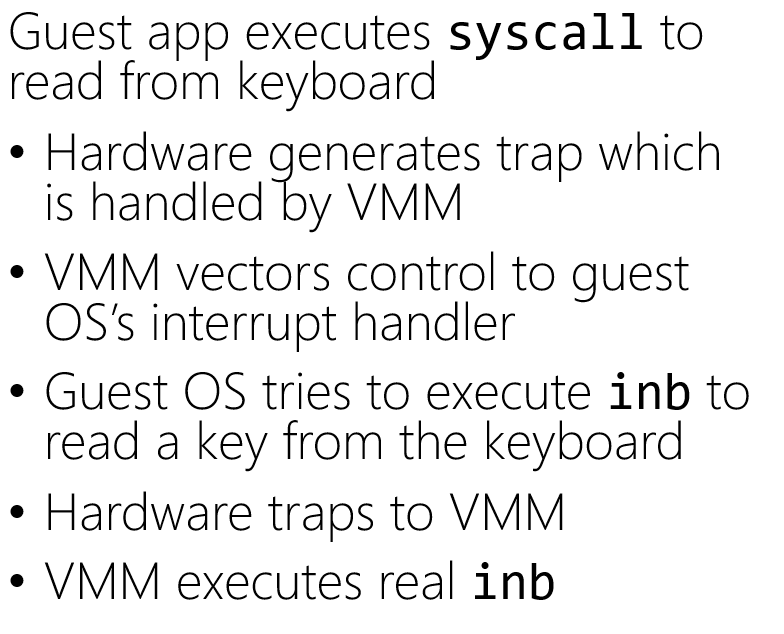 Guest app executes syscall to
read from keyboard
• Hardware generates trap which
is handled by VMM
• VMM vectors control to guest
OS’s interrupt handler
• Guest OS tries to execute inb to
read a key from the keyboard
• Hardware traps to VMM
• VMM executes real inb